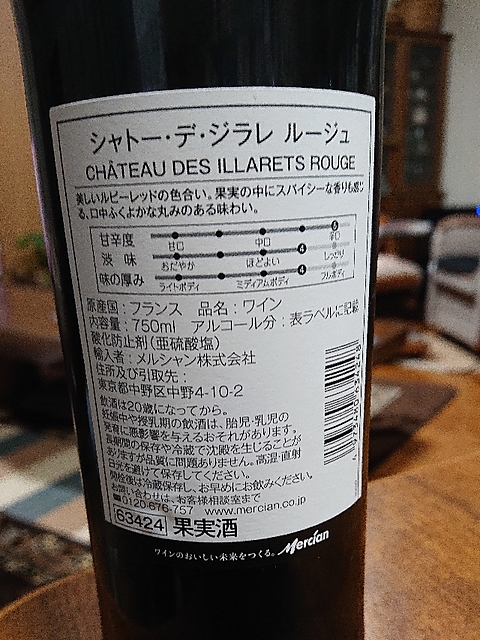 シャトー・デ・ジラレ ルージュ
CHÂTEAU DES ILLARETS ROUGE
美しいルビーレッドの色合い。果実の中にスパイシーな香りも感じ
る、口中ふくよかな丸みのある味わい。
甘辛度 5
甘口 中口 辛口
渋 味 4
おだやか ほどよい しっかり
味の厚み 4
ライトボディ ミディアムボディ フルボディ
原産国：フランス 品名：ワイン
内容量：750ml アルコール分：表ラベルに記載
酸化防止剤(亜硫酸塩)
輸入者：メルシャン株式会社
住所及び引取先：
東京都中野区中野4-10-2
飲酒は20歳になってから。
妊娠中や授乳期の飲酒は、胎児・乳児の
発育に悪影響を与えるおそれがあります。
長期間の保存や冷蔵で沈殿を生じることが
ありますが品質に問題ありません。高温・直射
日光を避けて保存してください。
開栓後は冷蔵保存し、お早めにお飲みください。
お問い合わせは、お客様相談室まで
0120-676-757 www.mercian.co.jp
63424 果実酒
ワインのおいしい未来をつくる。 Mercian